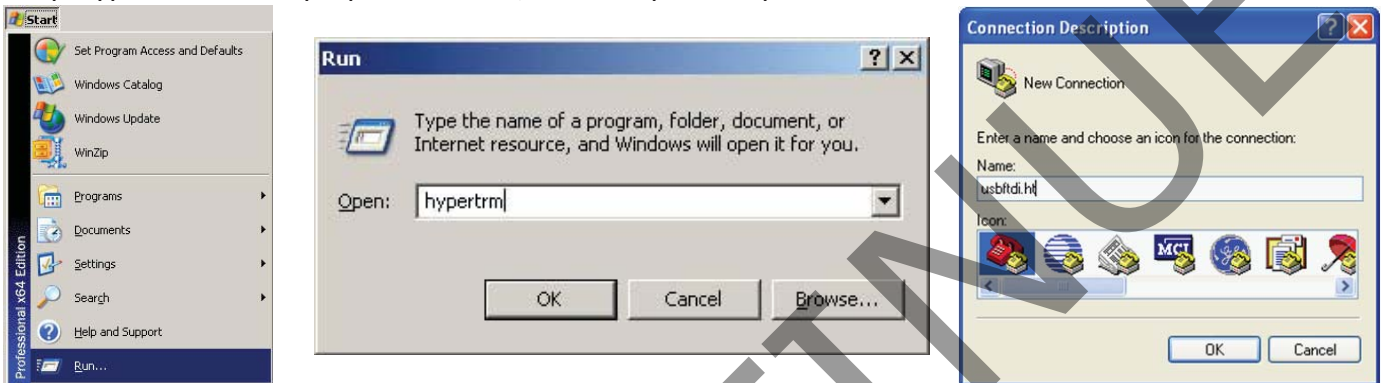 Start
Set Program Access and Defaults
Windows Catalog
Windows Update
WinZip
Programs
Documents
Settings
Search
Help and Support
Run...
Professional x64 Edition
Run
Type the name of a program, folder, document, or
Internet resource, and Windows will open it for you.
Open: hypertrm
OK Cancel Browse...
Connection Description
New Connection
Enter a name and choose an icon for the connection:
Name:
usbftdi.ht
Icon:
MCI
OK Cancel